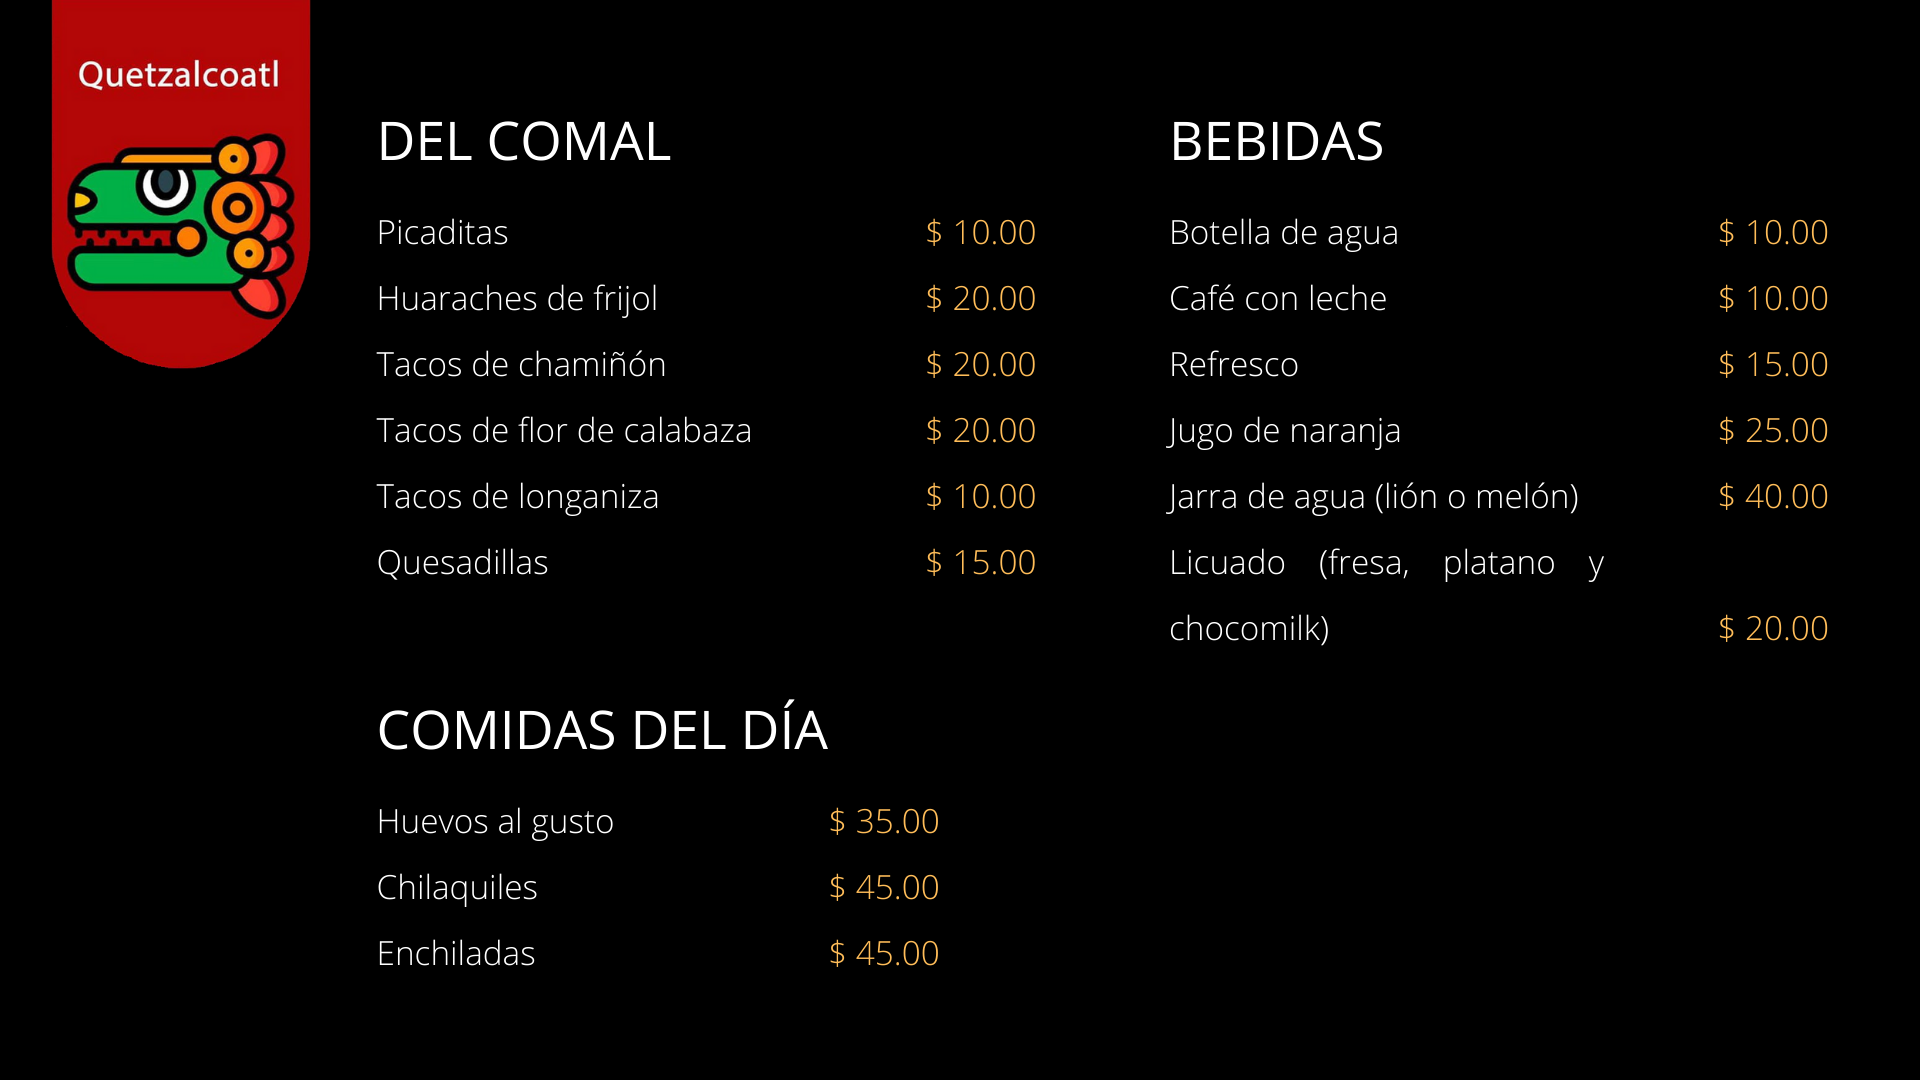 Quetzalcoatl
DEL COMAL
Picaditas $ 10.00
Huaraches de frijol $ 20.00
Tacos de chamiñón $ 20.00
Tacos de flor de calabaza $ 20.00
Tacos de longaniza $ 10.00
Quesadillas $ 15.00
BEBIDAS
Botella de agua $ 10.00
Café con leche $ 10.00
Refresco $ 15.00
Jugo de naranja $ 25.00
Jarra de agua (lión o melón) $ 40.00
Licuado (fresa, platano y
chocomilk) $ 20.00
COMIDAS DEL DÍA
Huevos al gusto $ 35.00
Chilaquiles $ 45.00
Enchiladas $ 45.00